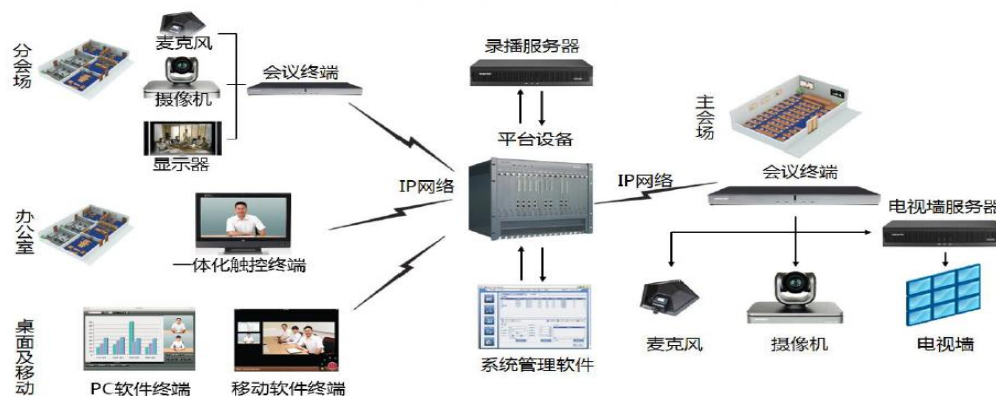 分会场
麦克风
摄像机
显示器
会议终端
录播服务器
平台设备
主会场
会议终端
IP网络
IP网络
电视墙服务器
办公室
一体化触控终端
系统管理软件
麦克风
摄像机
电视墙
桌面及移动
PC软件终端
移动软件终端